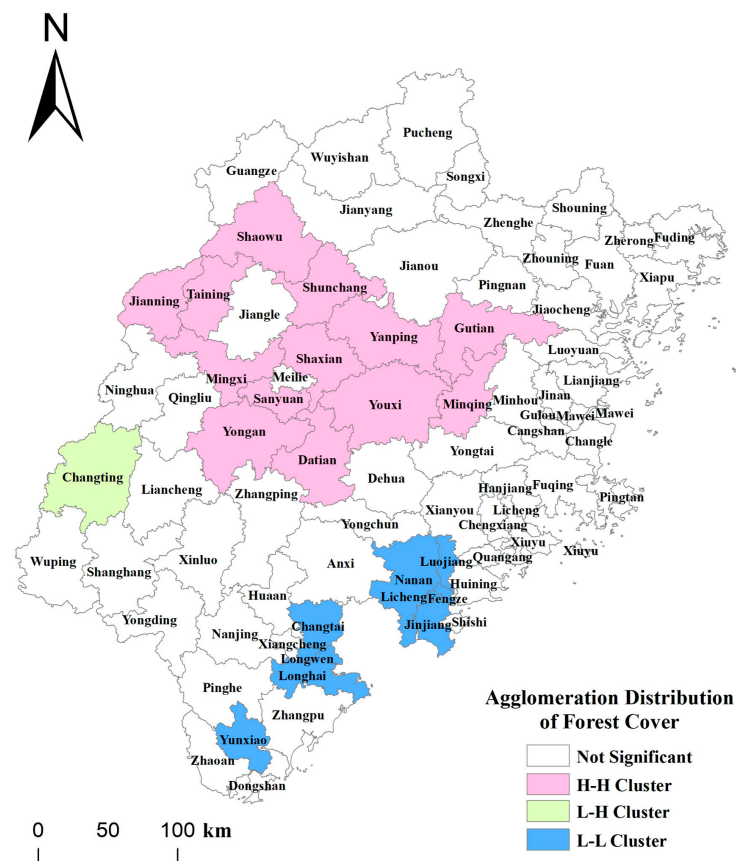 N
Pucheng
Wuyishan
Guangze
Songxi
Jianyang
Shouning
Zhenghe
Shaowu
Zherong Fuding
Zhouning
Fuan
Jianou
Xiapu
Shunchang
Pingnan
Taining
Jianning
Jiaocheng
Jiangle
Gutian
Yanping
Luoyuan
Shaxian
Meilie
Mingxi
Lianjiang
Ninghua
Qingliu
Sanyuan
Jinan
Minhou
Youxi
Minqing
Gulou Mawei Mawei
Yongan
Cangshan
Changle
Yongtai
Datian
Changting
Dehua
Fuqing
Hanjiang
Liancheng
Zhangping
Pingtan
Xianyou
Licheng
Yongchun
Chengxiang
Xiuyu
Xiuyu
Wuping
Xinluo
Anxi
Luojiang
Quangang
Shanghang
Nanan
Huining
Huaan
Licheng
Fengze
Yongding
Changtai
Jinjiang
Shishi
Nanjing
Xiangcheng
Longwen
Longhai
Pinghe
Zhangpu
Yunxiao
Zhaoan
Dongshan
Agglomeration Distribution
of Forest Cover
Not Significant
H-H Cluster
L-H Cluster
L-L Cluster
0 50 100 km